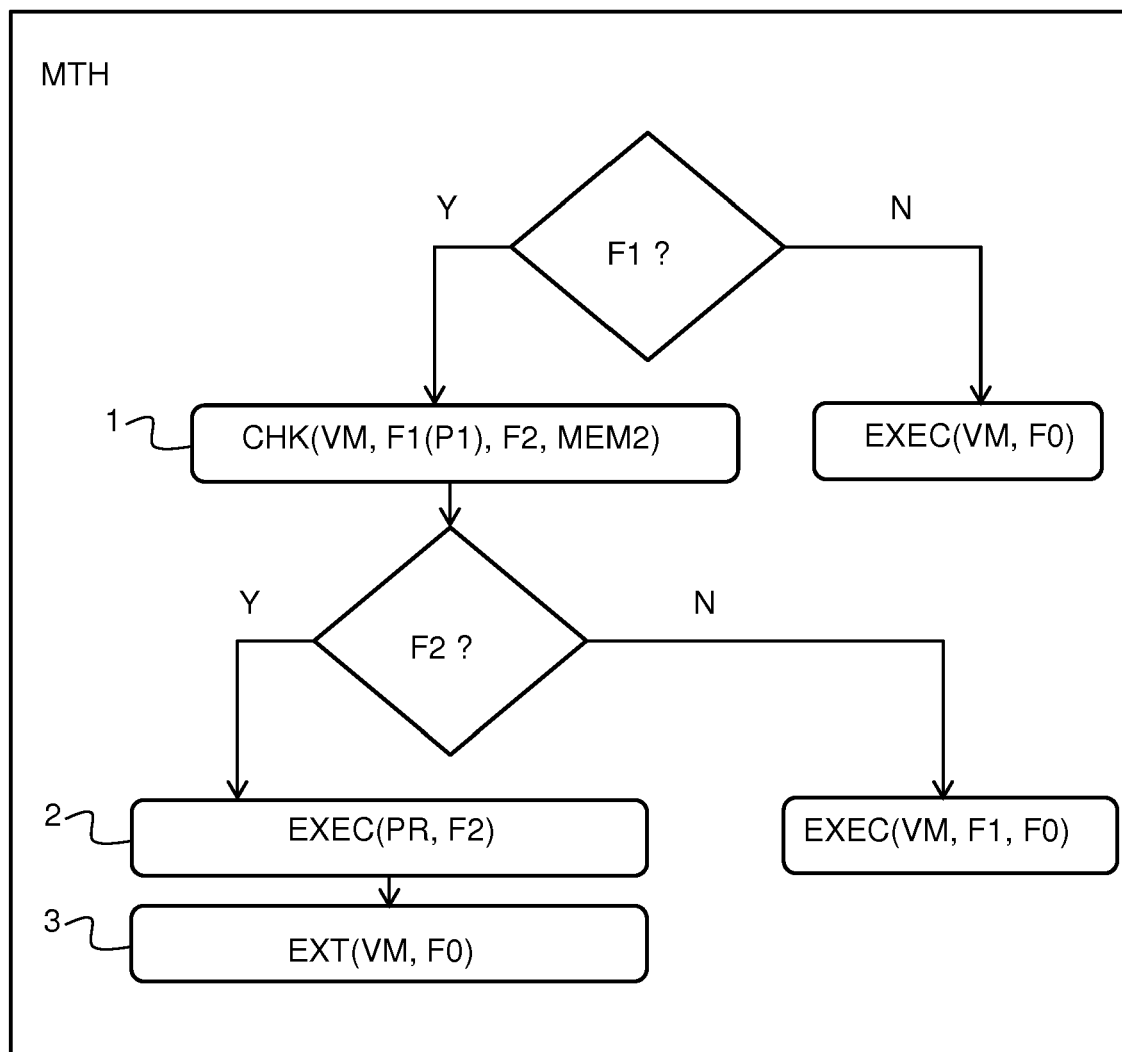 MTH
Y
N
F1 ?
1
CHK(VM, F1(P1), F2, MEM2)
EXEC(VM, F0)
Y
N
F2 ?
2
EXEC(PR, F2)
EXEC(VM, F1, F0)
3
EXT(VM, F0)